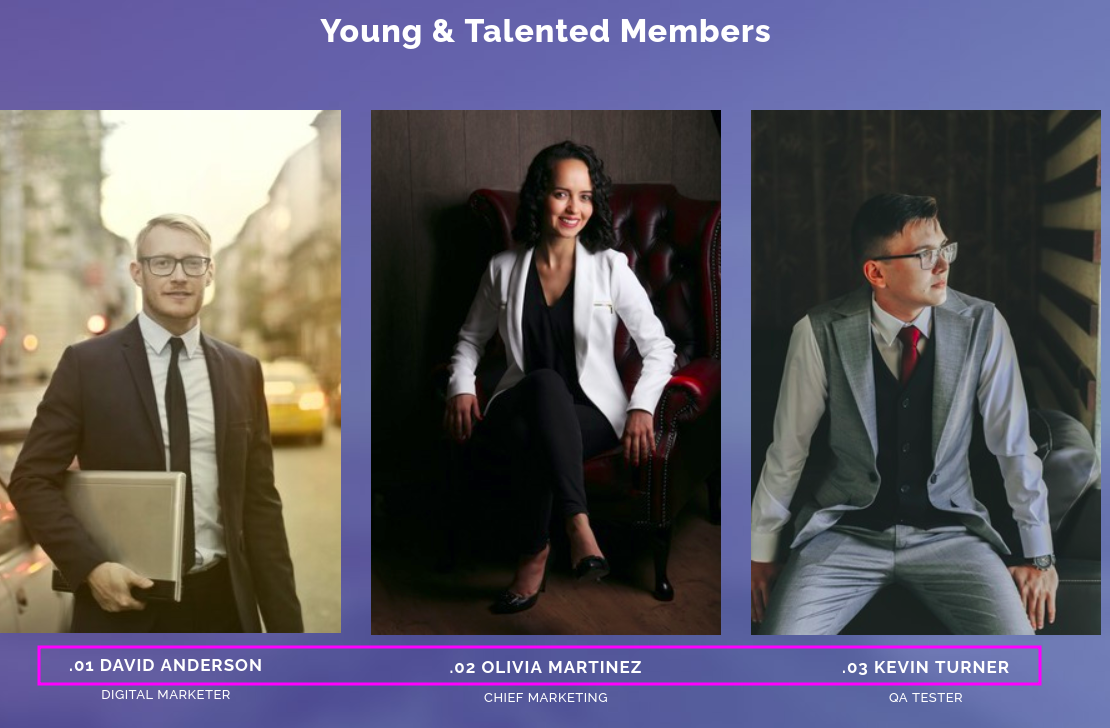 Young & Talented Members
.01 DAVID ANDERSON
DIGITAL MARKETER
.02 OLIVIA MARTINEZ
CHIEF MARKETING
.03 KEVIN TURNER
QA TESTER